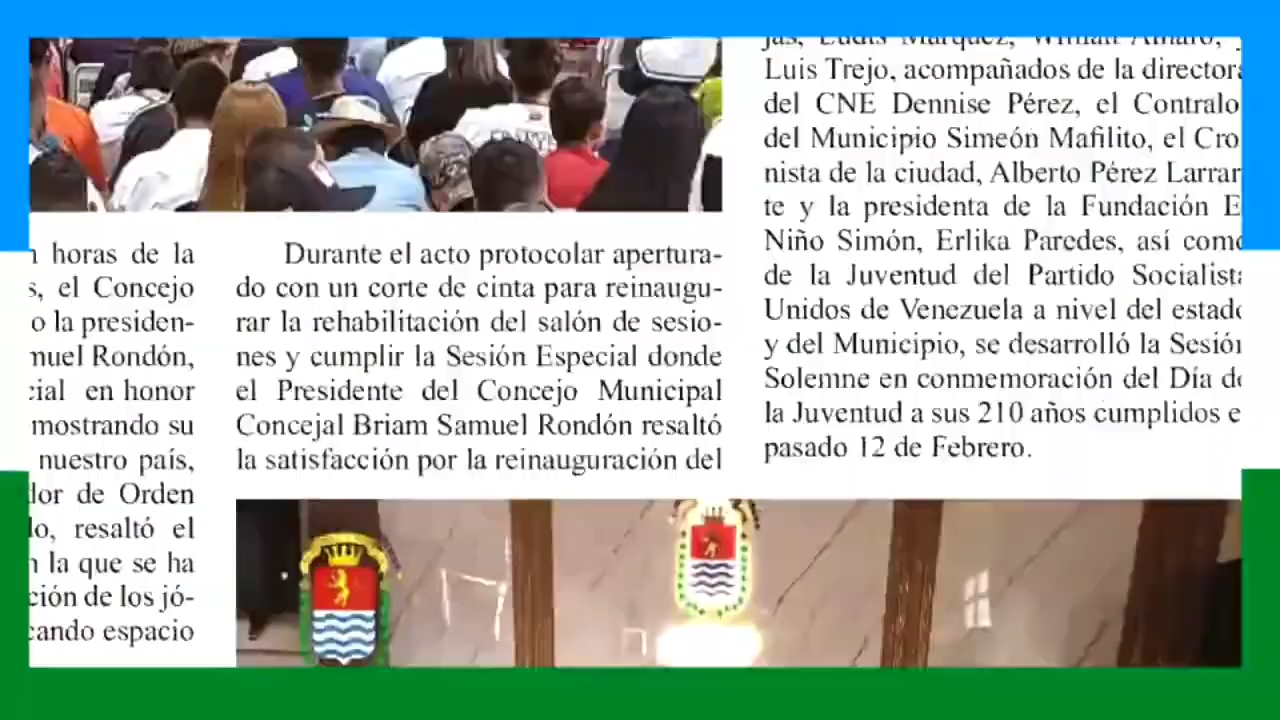 horas de la
el Concejo
o la presiden-
Rondón,
en honor
mostrando su
nuestro país,
de Orden
resaltó el
la que se ha
de los jó-
espacio
Durante el acto protocolar apertura-
do con un corte de cinta para reinaugu-
rar la rehabilitación del salón de sesio-
nes y cumplir la Sesión Especial donde
el Presidente del Concejo Municipal
Concejal Briam Samuel Rondón resaltó
la satisfacción por la reinauguración del
Luis Trejo, acompañados de la directora
del CNE Dennise Pérez, el Contralo
del Municipio Simeón Mafilito, el Cro
nista de la ciudad, Alberto Pérez Larrar
te y la presidenta de la Fundación E
Niño Simón, Erlika Paredes, así como
de la Juventud del Partido Socialista
Unidos de Venezuela a nivel del estado
y del Municipio, se desarrolló la Sesión
Solemne en conmemoración del Día de
la Juventud a sus 210 años cumplidos e
pasado 12 de Febrero.